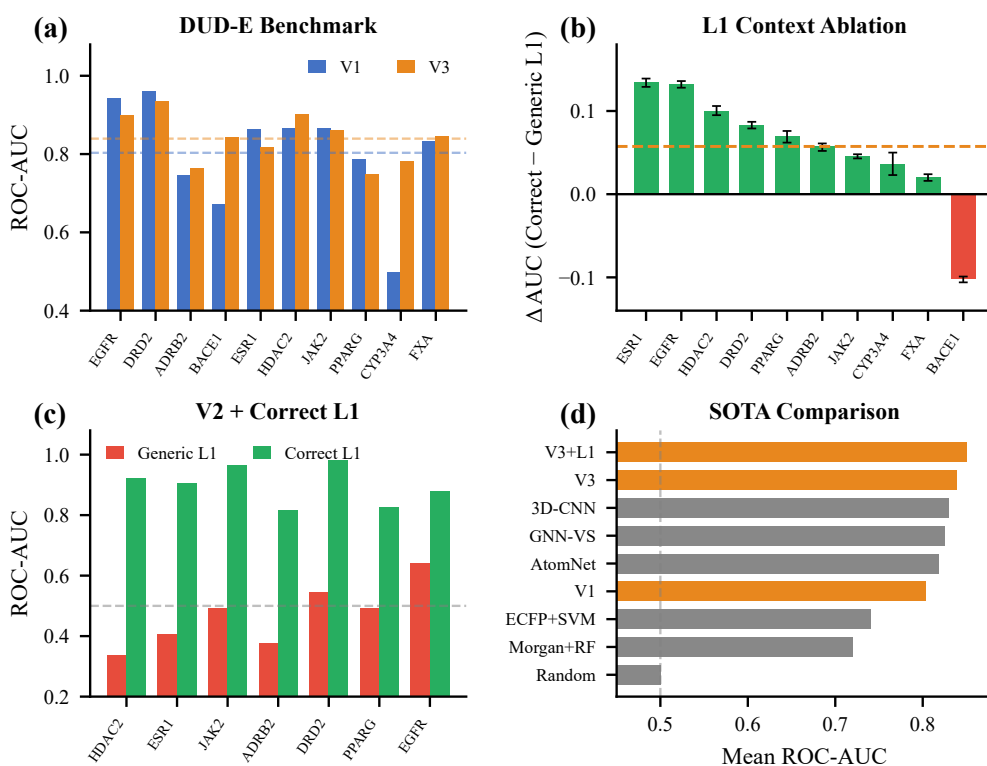 (a)
DUD-E Benchmark
V1
V3
ROC-AUC
1.0
0.8
0.6
0.4
EGFR
DRD2
ADRB2
BACE1
ESR1
HDAC2
JAK2
PPARG
CYP3A4
FXA
(b)
L1 Context Ablation
Δ AUC (Correct − Generic L1)
0.1
0.0
−0.1
ESR1
EGFR
HDAC2
DRD2
PPARG
ADRB2
JAK2
CYP3A4
FXA
BACE1
(c)
V2 + Correct L1
Generic L1
Correct L1
ROC-AUC
1.0
0.8
0.6
0.4
0.2
HDAC2
ESR1
JAK2
ADRB2
DRD2
PPARG
EGFR
(d)
SOTA Comparison
V3+L1
V3
3D-CNN
GNN-VS
AtomNet
V1
ECFP+SVM
Morgan+RF
Random
0.5
0.6
0.7
0.8
Mean ROC-AUC